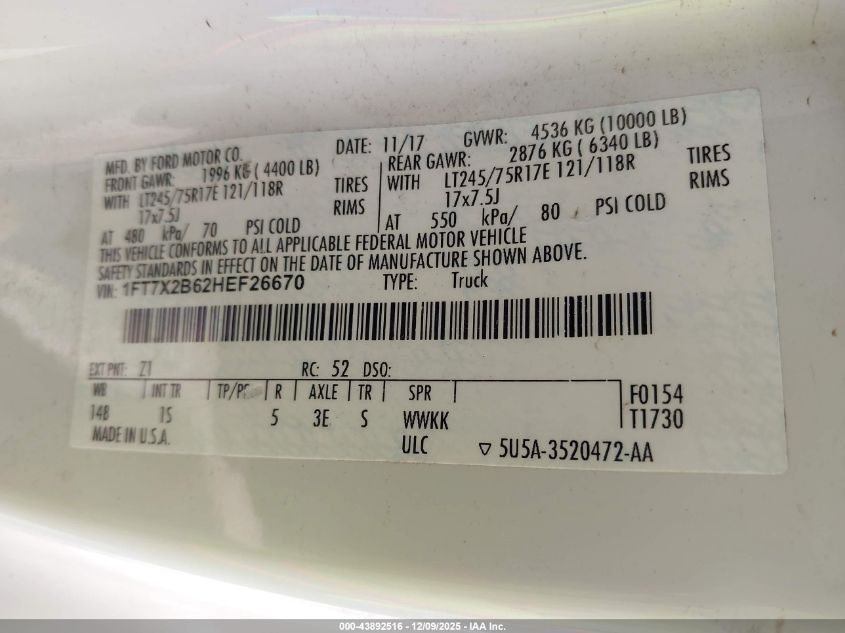 MFD. BY FORD MOTOR CO. DATE: 11/17 GVWR: 4536 KG (10000 LB)
FRONT GAWR: 1996 KG ( 4400 LB)
WITH LT245/75R17E 121/118R TIRES
17x7.5J RIMS
AT 480 kPa/ 70 PSI COLD
REAR GAWR: 2876 KG ( 6340 LB)
WITH LT245/75R17E 121/118R TIRES
17x7.5J RIMS
AT 550 kPa/ 80 PSI COLD
THIS VEHICLE CONFORMS TO ALL APPLICABLE FEDERAL MOTOR VEHICLE
SAFETY STANDARDS IN EFFECT ON THE DATE OF MANUFACTURE SHOWN ABOVE.
VIN: 1FT7X2B62HEF26670 TYPE: Truck
EXT PNT: Z1 RC: 52 DSO:
WB INT TR TP/PS R AXLE TR SPR F0154
148 1S 5 3E S WWKK T1730
MADE IN U.S.A. ULC ▽ 5U5A-3520472-AA
000-43892516 - 12/09/2025 - IAA Inc.